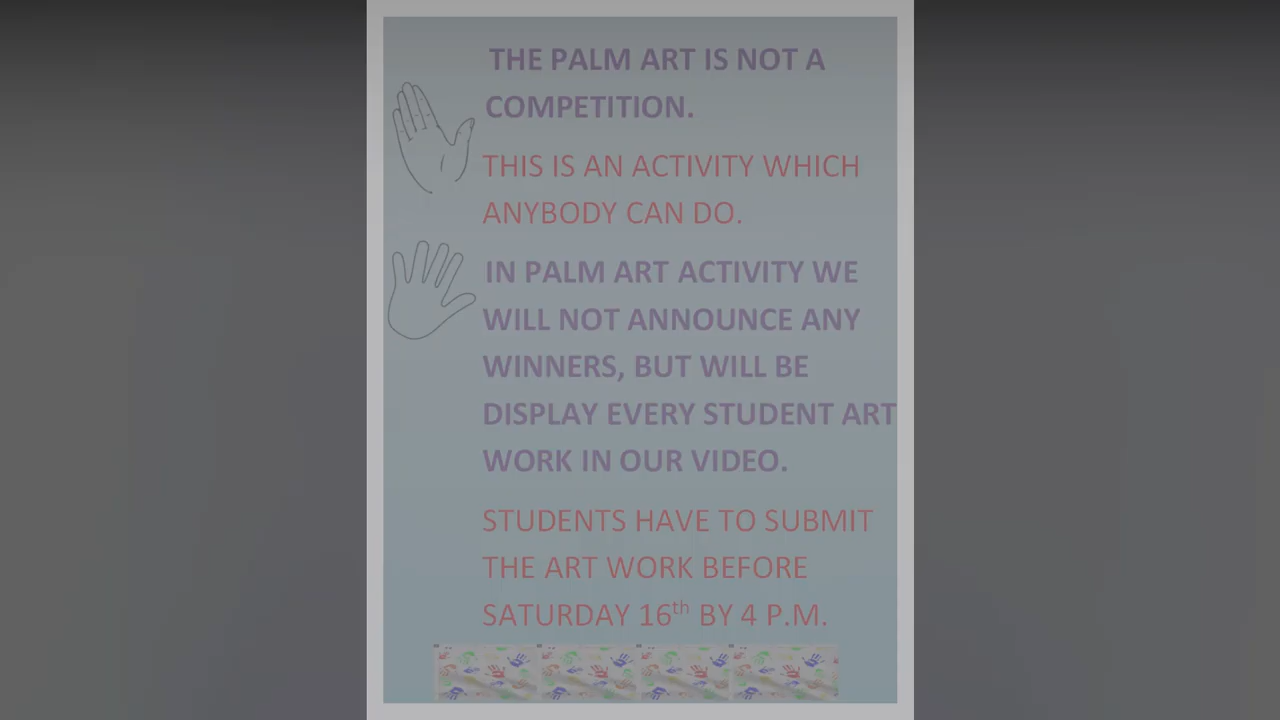 THE PALM ART IS NOT A
COMPETITION.
THIS IS AN ACTIVITY WHICH
ANYBODY CAN DO.
IN PALM ART ACTIVITY WE
WILL NOT ANNOUNCE ANY
WINNERS, BUT WILL BE
DISPLAY EVERY STUDENT ART
WORK IN OUR VIDEO.
STUDENTS HAVE TO SUBMIT
THE ART WORK BEFORE
SATURDAY 16th BY 4 P.M.